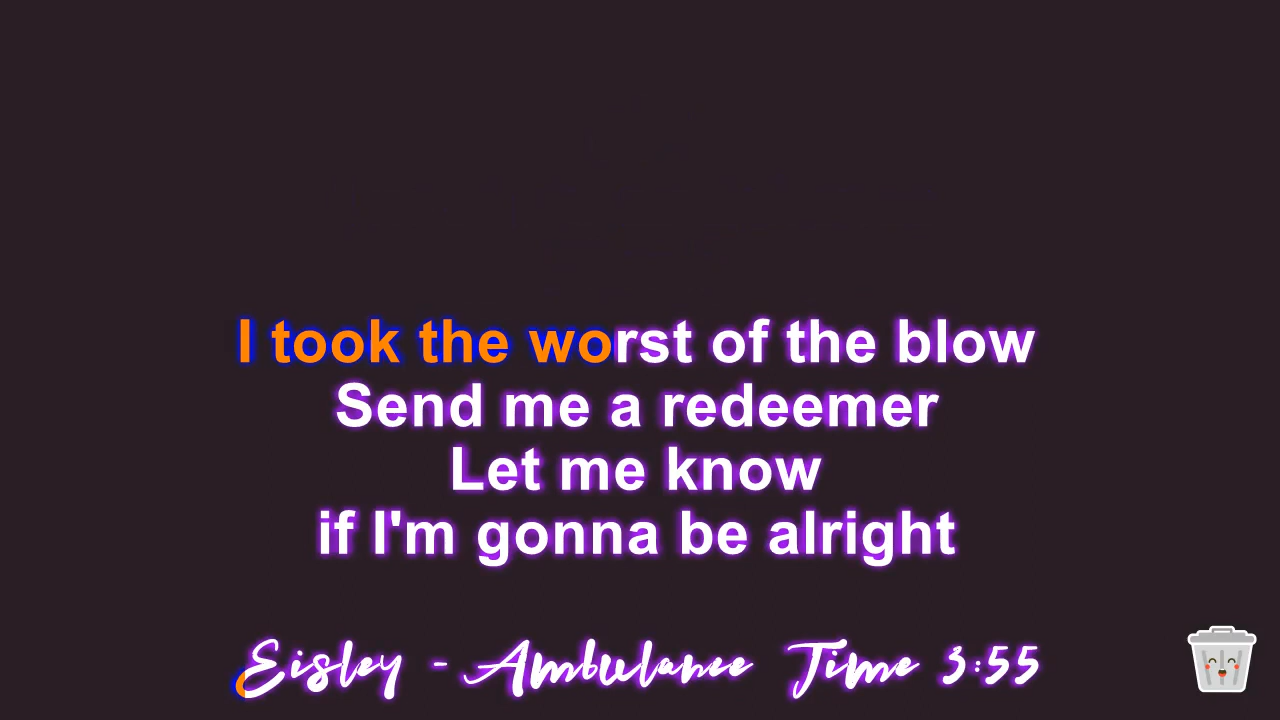 I took the worst of the blow
Send me a redeemer
Let me know
if I'm gonna be alright
Eisley - Ambulance Time 3:55